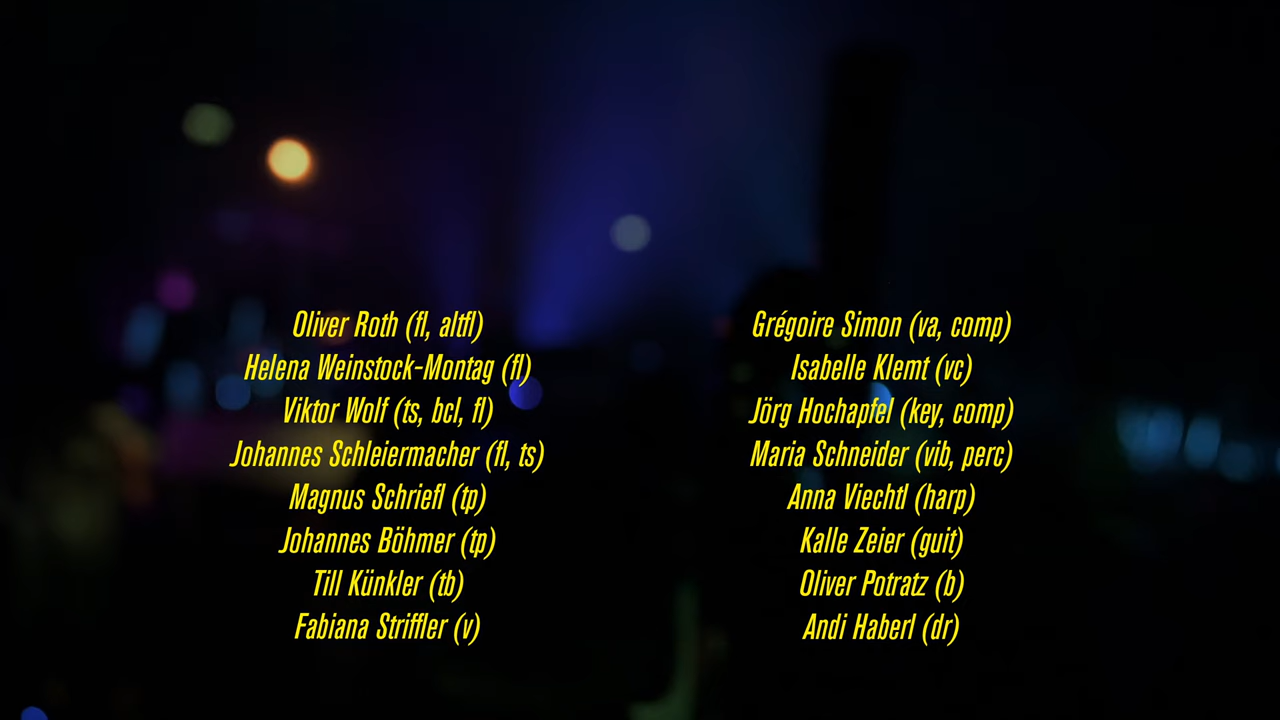 Oliver Roth (fl, altfl)
Helena Weinstock-Montag (fl)
Viktor Wolf (ts, bcl, fl)
Johannes Schleiermacher (fl, ts)
Magnus Schriefl (tp)
Johannes Böhmer (tp)
Till Künkler (tb)
Fabiana Striffler (v)
Grégoire Simon (va, comp)
Isabelle Klemt (vc)
Jörg Hochapfel (key, comp)
Maria Schneider (vib, perc)
Anna Viechtl (harp)
Kalle Zeier (guit)
Oliver Potratz (b)
Andi Haberl (dr)